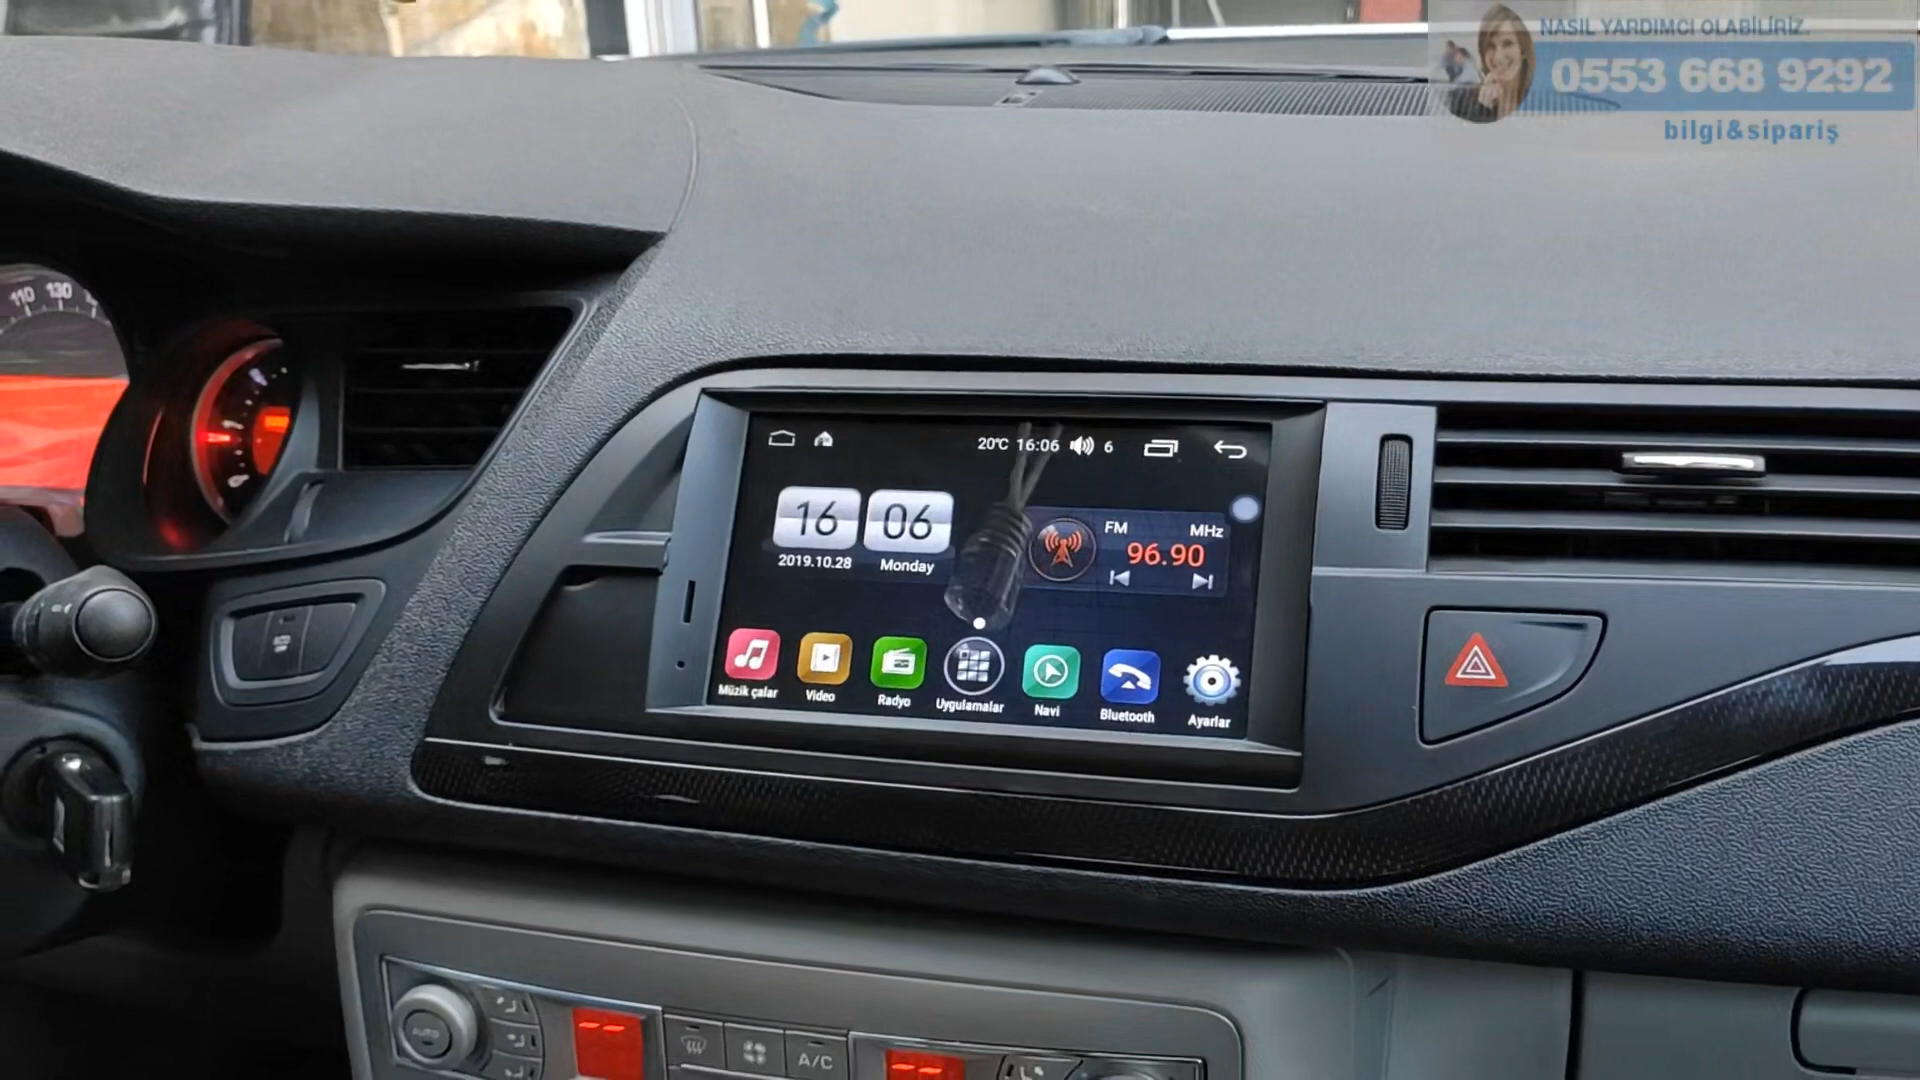 NASIL YARDIMCI OLABİLİRİZ.
0553 668 9292
bilgi&sipariş
110 130
20°C 16:06 6
16 06
2019.10.28 Monday
FM MHz
96.90
Müzik çalar Video Radyo Uygulamalar Navi Bluetooth Ayarlar
AUTO
A/C